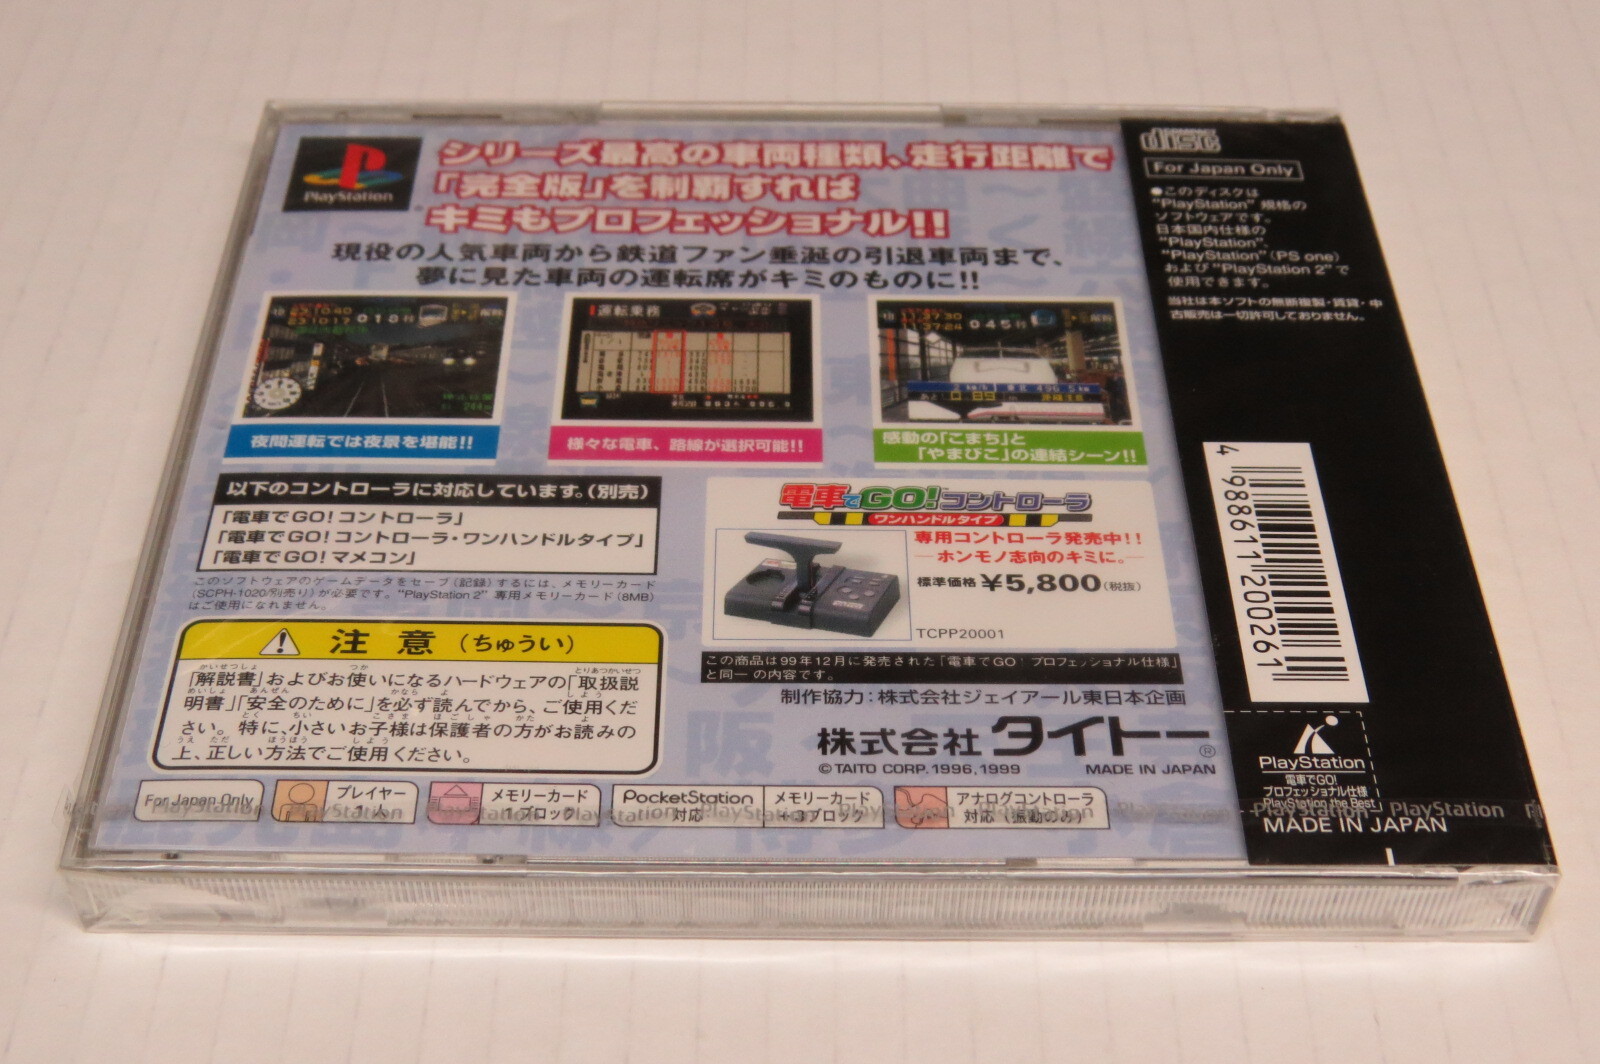 PlayStation
シリーズ最高の車両種類、走行距離で
「完全版」を制覇すれば
キミもプロフェッショナル!!
現役の人気車両から鉄道ファン垂涎の引退車両まで、
夢に見た車両の運転席がキミのものに!!
23:10:40
23:10:17
018
運転乗務
11:37:30
11:37:24
045
夜間運転では夜景を堪能!!
様々な電車、路線が選択可能!!
感動の「こまち」と
「やまびこ」の連結シーン!!
以下のコントローラに対応しています。(別売)
「電車でGO!コントローラ」
「電車でGO!コントローラ・ワンハンドルタイプ」
「電車でGO!マメコン」
このソフトウェアのゲームデータをセーブ(記録)するには、メモリーカード
(SCPH-1020/別売り)が必要です。"PlayStation 2" 専用メモリーカード(8MB)
はご使用になれません。
電車でGO!コントローラ
ワンハンドルタイプ
専用コントローラ発売中!!
―ホンモノ志向のキミに。―
標準価格 ¥5,800(税抜)
TCPP20001
この商品は99年12月に発売された「電車でGO! プロフェッショナル仕様」
と同一の内容です。
制作協力:株式会社ジェイアール東日本企画
株式会社タイトー®
©TAITO CORP.1996,1999
MADE IN JAPAN
注意(ちゅうい)
「解説書」およびお使いになるハードウェアの「取扱説
明書」「安全のために」を必ず読んでから、ご使用くだ
さい。特に、小さいお子様は保護者の方がお読みの
上、正しい方法でご使用ください。
For Japan Only
プレイヤー
1人
メモリーカード
1ブロック
PocketStation
対応
メモリーカード
+3ブロック
アナログコントローラ
対応(振動のみ)
COMPACT
disc
For Japan Only
●このディスクは
"PlayStation" 規格の
ソフトウェアです。
日本国内仕様の
"PlayStation"、
"PlayStation"(PS one)
および"PlayStation 2"で
使用できます。
当社は本ソフトの無断複製・賃貸・中
古販売は一切許可しておりません。
4 988611 200261
PlayStation
電車でGO!
プロフェッショナル仕様
PlayStation the Best
MADE IN JAPAN
PlayStation PlayStation PlayStation PlayStation